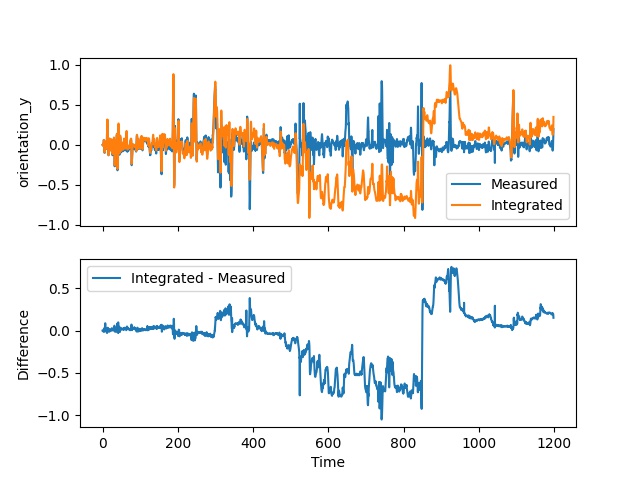 orientation_y
1.0
0.5
0.0
−0.5
−1.0
Measured
Integrated
Difference
0.5
0.0
−0.5
−1.0
Integrated - Measured
0
200
400
600
800
1000
1200
Time